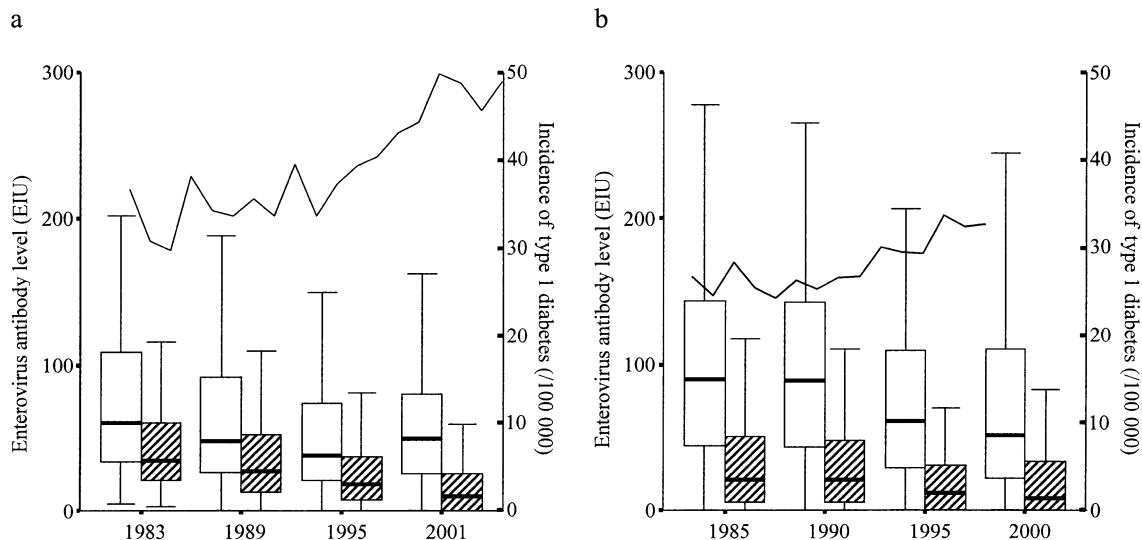 a
300
200
100
0
Enterovirus antibody level (EIU)
50
40
30
20
10
0
Incidence of type 1 diabetes (/100 000)
1983 1989 1995 2001
b
300
200
100
0
Enterovirus antibody level (EIU)
50
40
30
20
10
0
Incidence of type 1 diabetes (/100 000)
1985 1990 1995 2000